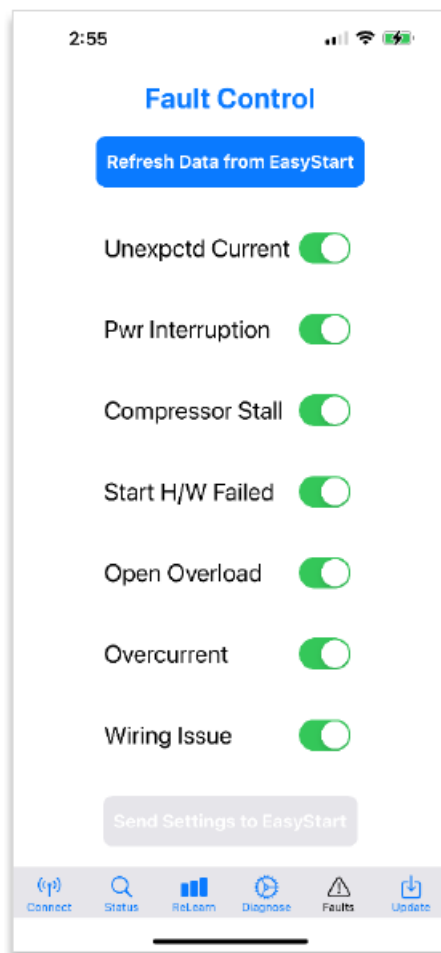 2:55
Fault Control
Refresh Data from EasyStart
Unexpctd Current
Pwr Interruption
Compressor Stall
Start H/W Failed
Open Overload
Overcurrent
Wiring Issue
Send Settings to EasyStart
Connect Status ReLearn Diagnose Faults Update